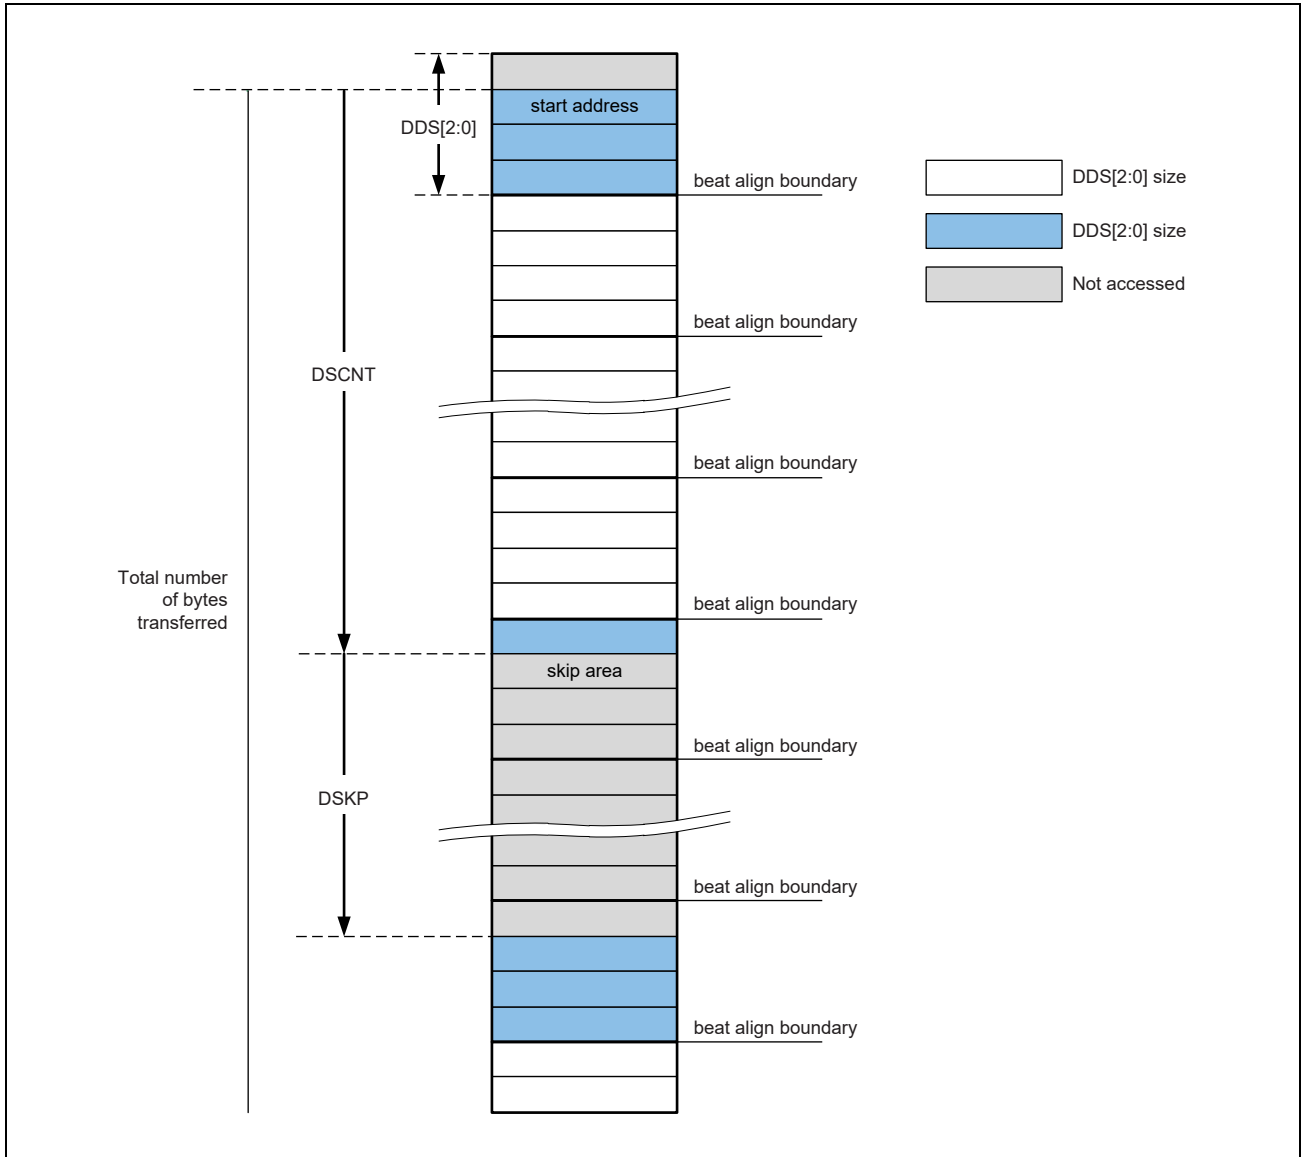 start address
DDS[2:0]
beat align boundary
DDS[2:0] size
DDS[2:0] size
Not accessed
beat align boundary
DSCNT
beat align boundary
Total number
of bytes
transferred
beat align boundary
skip area
beat align boundary
DSKP
beat align boundary
beat align boundary